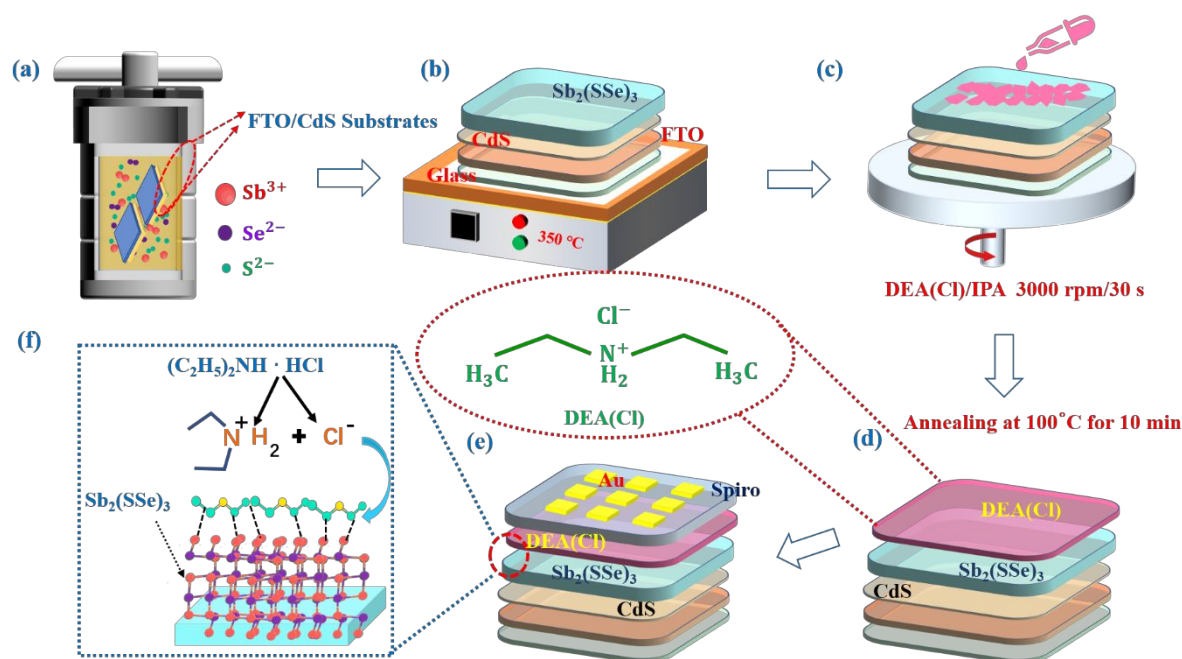 (a)
FTO/CdS Substrates
Sb³⁺
Se²⁻
S²⁻
(b)
Sb₂(SSe)₃
CdS
FTO
Glass
350 °C
(c)
DEA(Cl)/IPA 3000 rpm/30 s
Annealing at 100°C for 10 min
(d)
DEA(Cl)
Sb₂(SSe)₃
CdS
Cl⁻
N⁺
H₃C
H₂
H₃C
DEA(Cl)
(e)
Au
Spiro
DEA(Cl)
Sb₂(SSe)₃
CdS
(f)
(C₂H₅)₂NH · HCl
N⁺H₂ + Cl⁻
Sb₂(SSe)₃